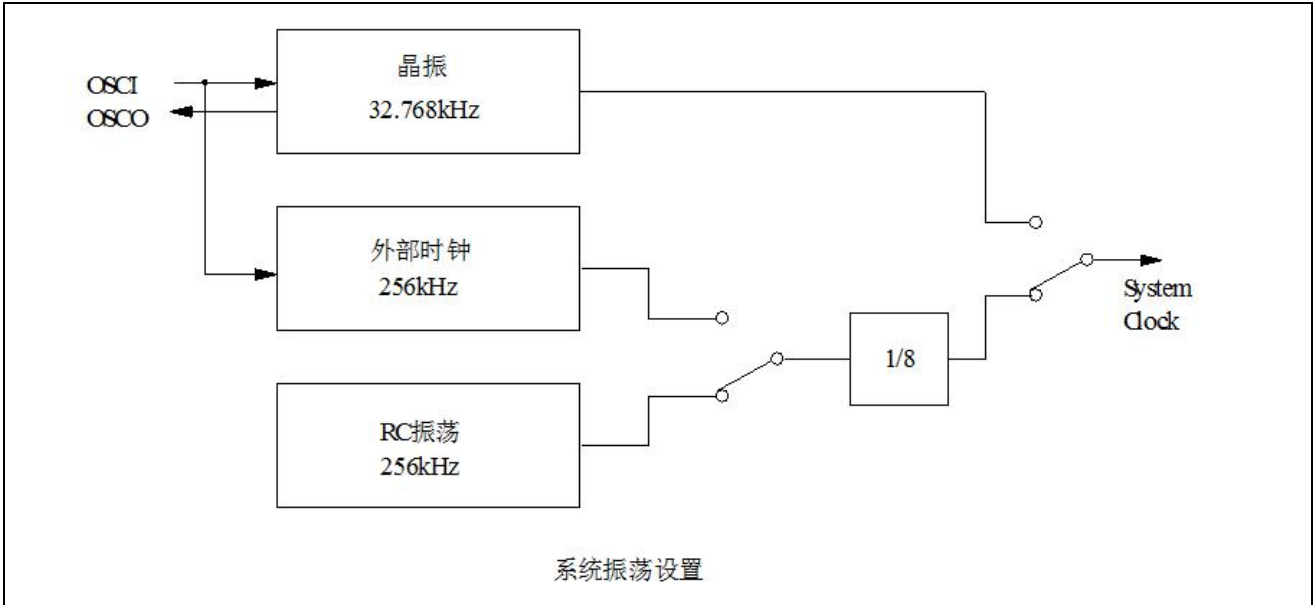 OSCI
OSCO
晶振
32.768kHz
外部时钟
256kHz
RC振荡
256kHz
1/8
System
Clock
系统振荡设置